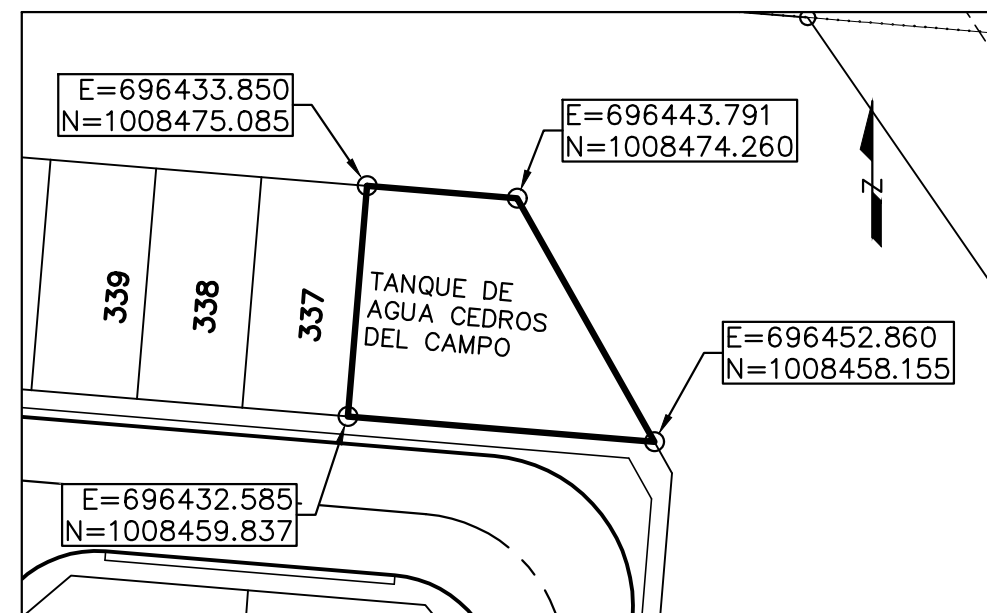 E=696433.850
N=1008475.085
E=696443.791
N=1008474.260
N
339
338
337
TANQUE DE
AGUA CEDROS
DEL CAMPO
E=696452.860
N=1008458.155
E=696432.585
N=1008459.837